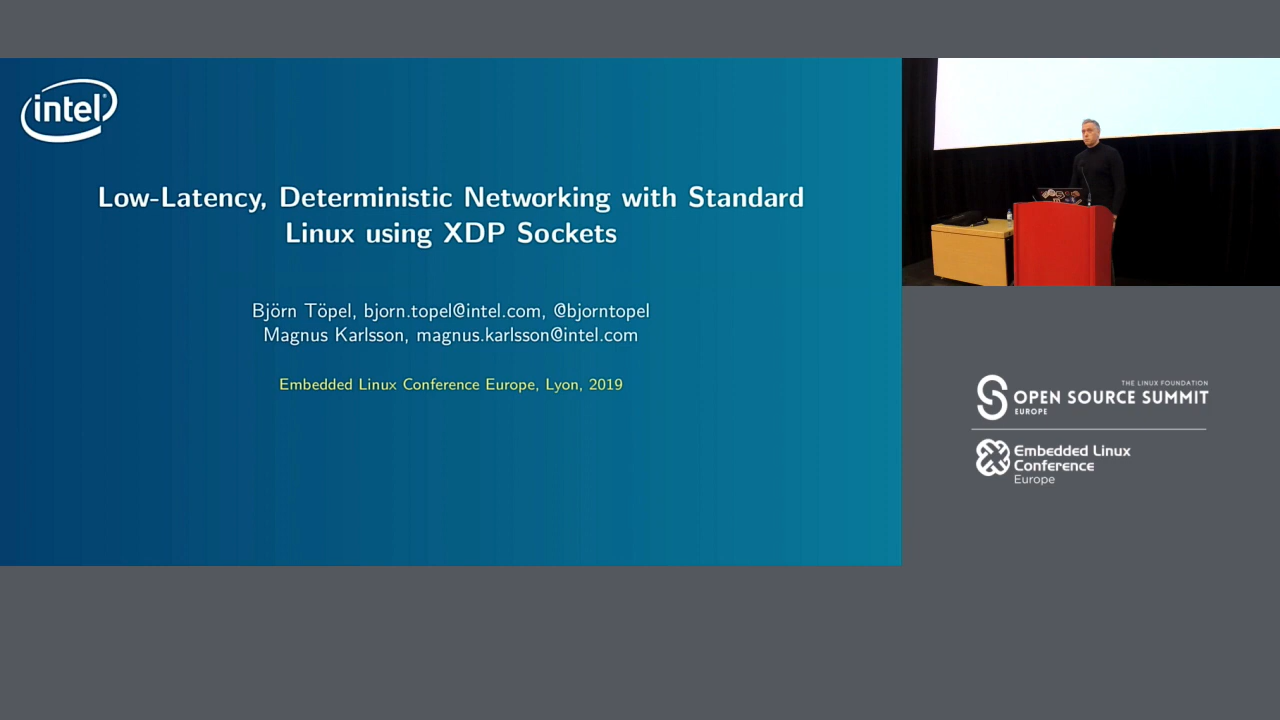 intel
Low-Latency, Deterministic Networking with Standard
Linux using XDP Sockets
Björn Töpel, bjorn.topel@intel.com, @bjorntopel
Magnus Karlsson, magnus.karlsson@intel.com
Embedded Linux Conference Europe, Lyon, 2019
THE LINUX FOUNDATION
OPEN SOURCE SUMMIT
EUROPE
Embedded Linux
Conference
Europe